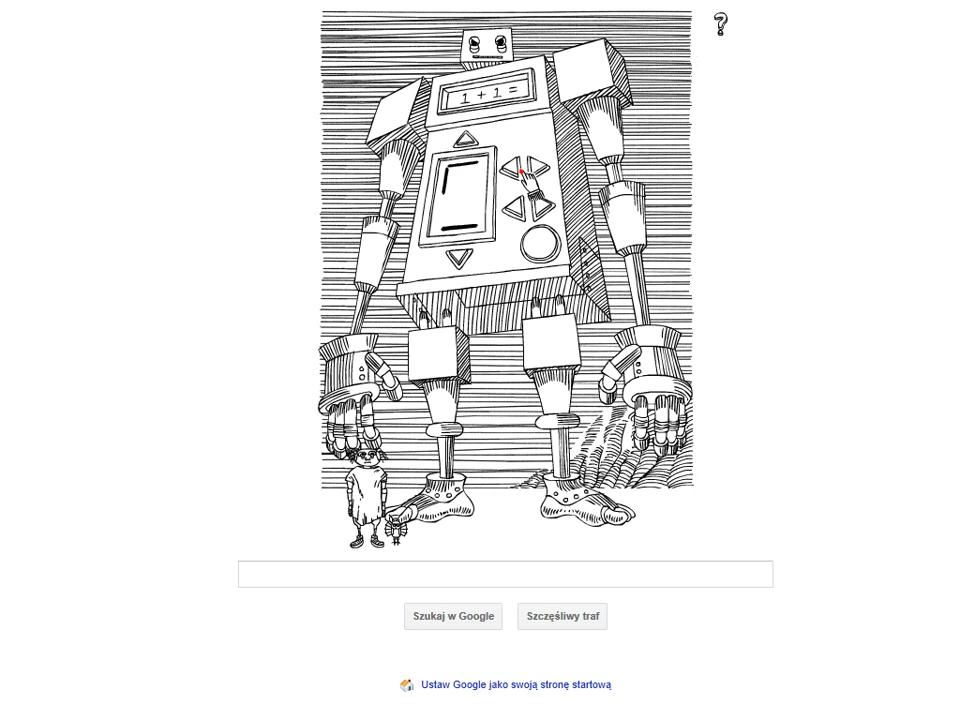 ?
1 + 1 =
Szukaj w Google
Szczęśliwy traf
Ustaw Google jako swoją stronę startową